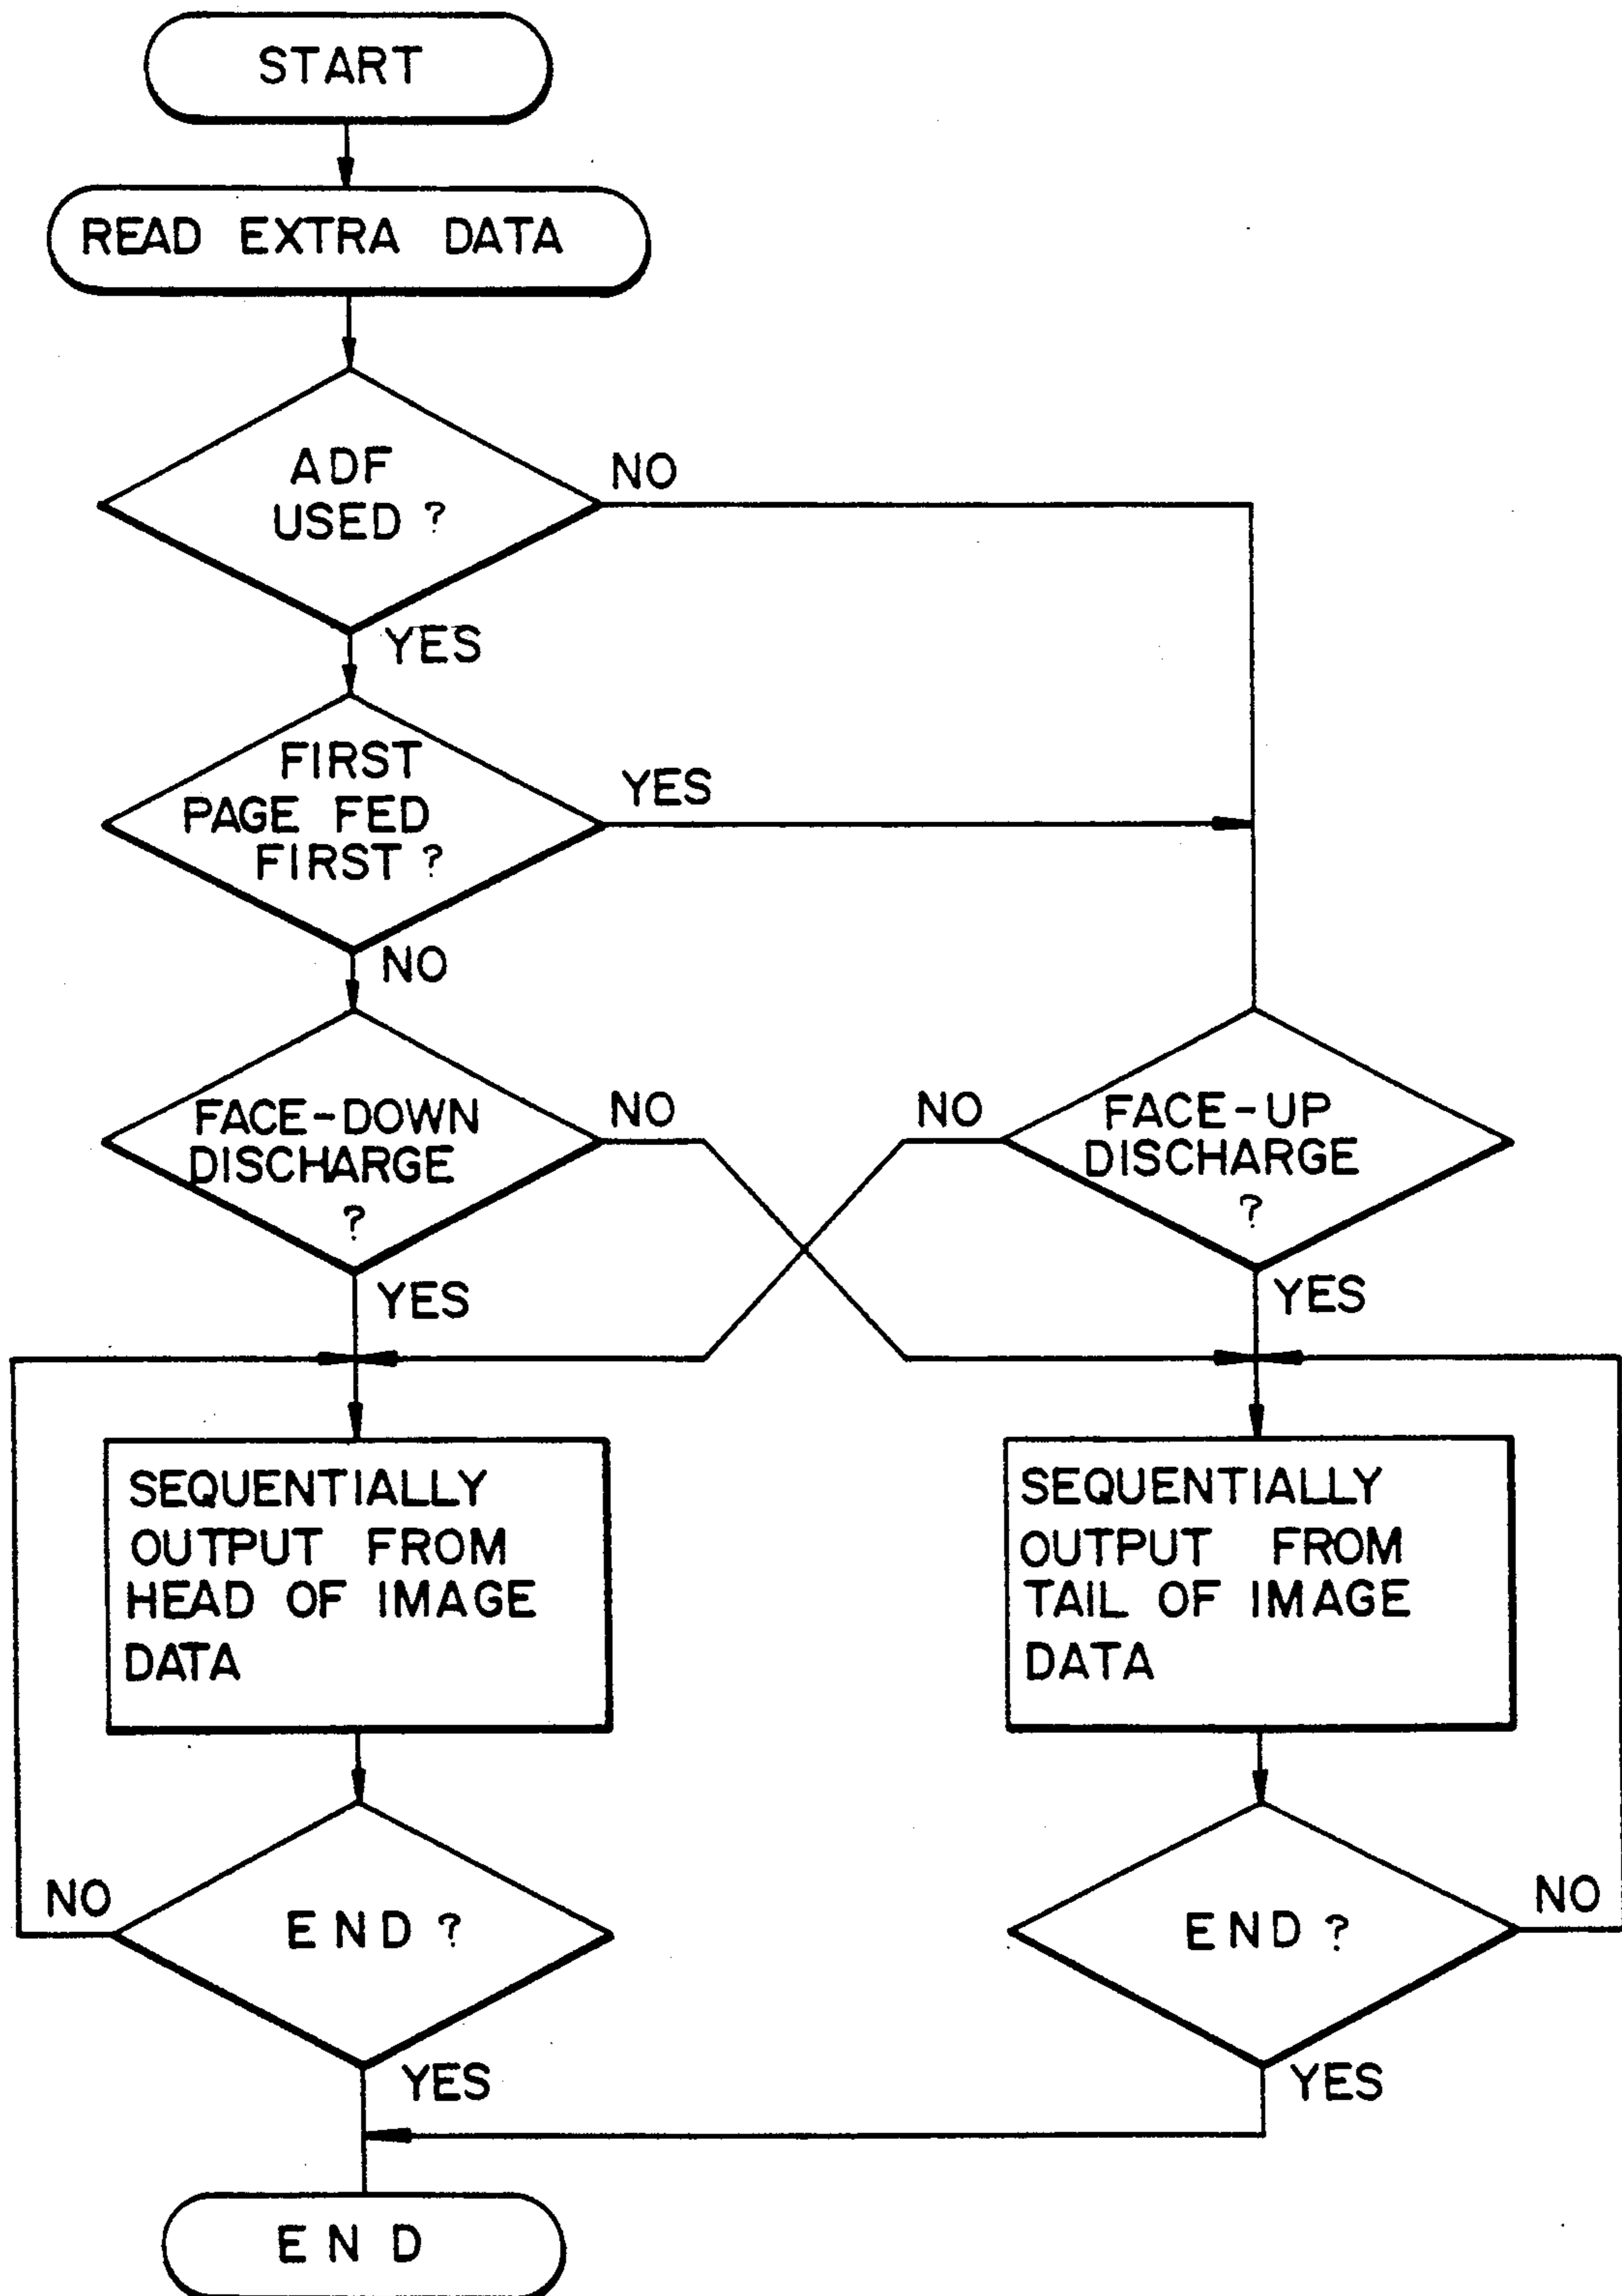 START
READ EXTRA DATA
ADF
USED ?
NO
YES
FIRST
PAGE FED
FIRST ?
YES
NO
FACE-DOWN
DISCHARGE
?
NO
YES
NO
FACE-UP
DISCHARGE
?
YES
SEQUENTIALLY
OUTPUT FROM
HEAD OF IMAGE
DATA
SEQUENTIALLY
OUTPUT FROM
TAIL OF IMAGE
DATA
NO
END ?
YES
END ?
NO
YES
END